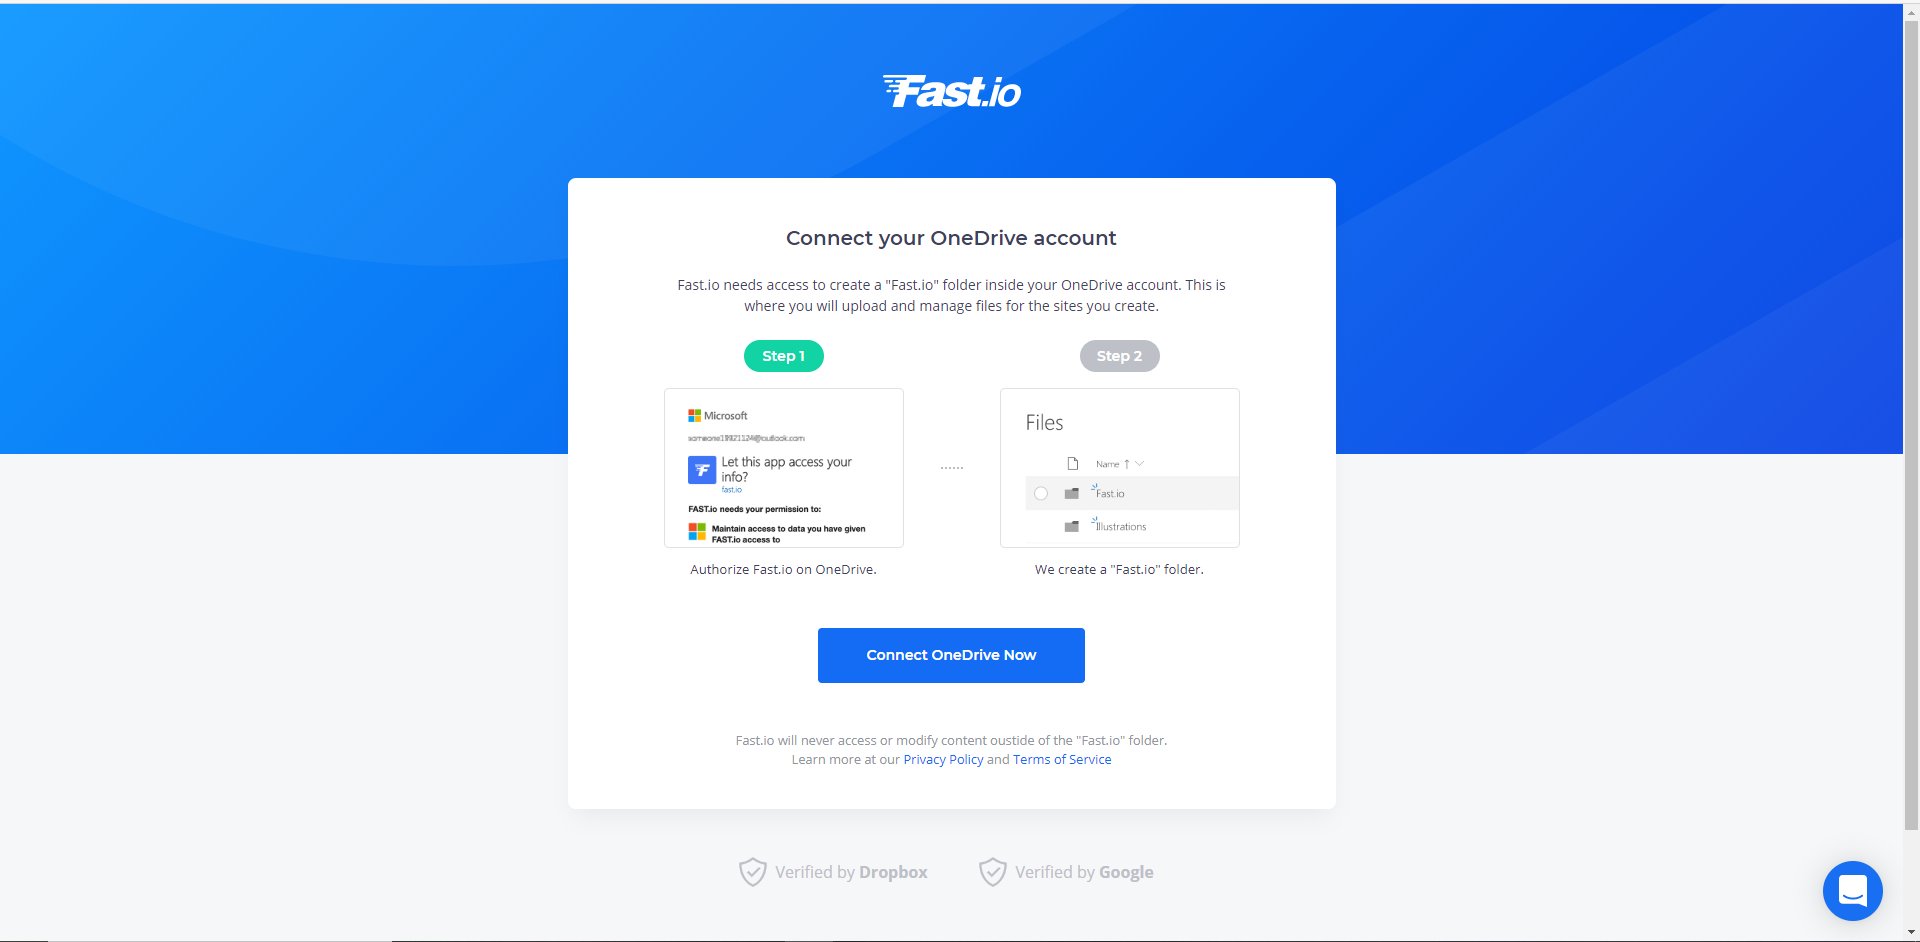 Fast.io
Connect your OneDrive account
Fast.io needs access to create a "Fast.io" folder inside your OneDrive account. This is
where you will upload and manage files for the sites you create.
Step 1
Step 2
Microsoft
someone19921124@outlook.com
Let this app access your
info?
fast.io
FAST.io needs your permission to:
Maintain access to data you have given
FAST.io access to
Files
Name
Fast.io
Illustrations
Authorize Fast.io on OneDrive.
We create a "Fast.io" folder.
Connect OneDrive Now
Fast.io will never access or modify content oustide of the "Fast.io" folder.
Learn more at our Privacy Policy and Terms of Service
Verified by Dropbox
Verified by Google